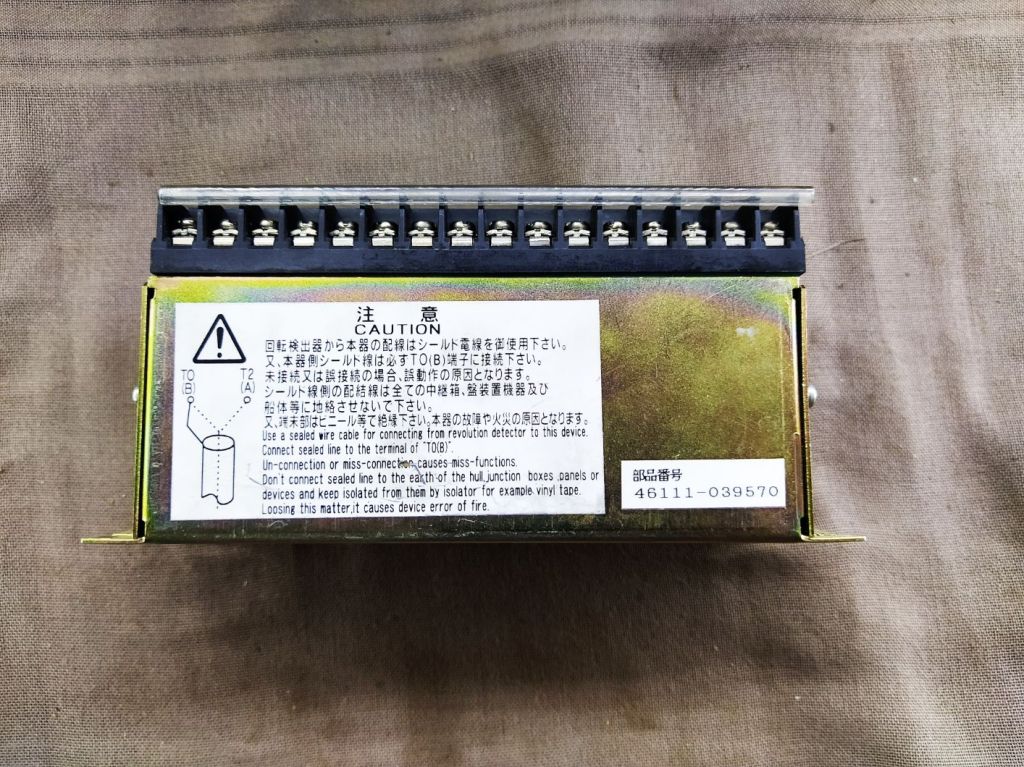 注 意
CAUTION
回転検出器から本器の配線はシールド電線を御使用下さい。
又、本器側シールド線は必ずTO(B)端子に接続下さい。
未接続又は誤接続の場合、誤動作の原因となります。
シールド線側の配結線は全ての中継箱、盤装置機器及び
船体等に地絡させないで下さい。
又、端末部はビニール等で絶縁下さい。本器の故障や火災の原因となります。
Use a sealed wire cable for connecting from revolution detector to this device.
Connect sealed line to the terminal of "TO(B)".
Un-connection or miss-connection causes miss-functions.
Don't connect sealed line to the earth of the hull,junction boxes ,panels or
devices and keep isolated from them by isolator for example vinyl tape.
Loosing this matter,it causes device error of fire.
TO
(B)
T2
(A)
部品番号
46111-039570